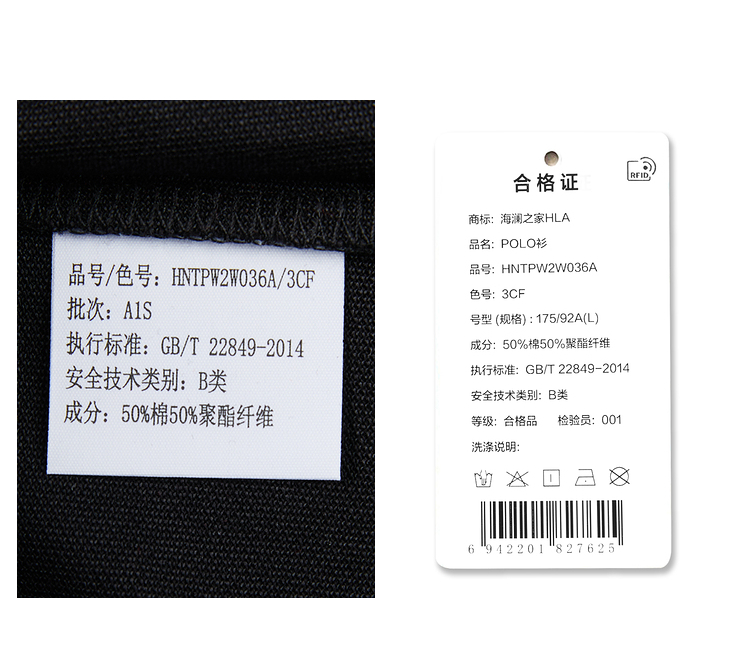 品号/色号: HNTPW2W036A/3CF
批次: A1S
执行标准: GB/T 22849-2014
安全技术类别: B类
成分: 50%棉50%聚酯纤维
RFID
合格证
商标: 海澜之家HLA
品名: POLO衫
品号: HNTPW2W036A
色号: 3CF
号型 (规格) : 175/92A(L)
成分: 50%棉50%聚酯纤维
执行标准: GB/T 22849-2014
安全技术类别: B类
等级: 合格品 检验员: 001
洗涤说明:
6 942201 827625